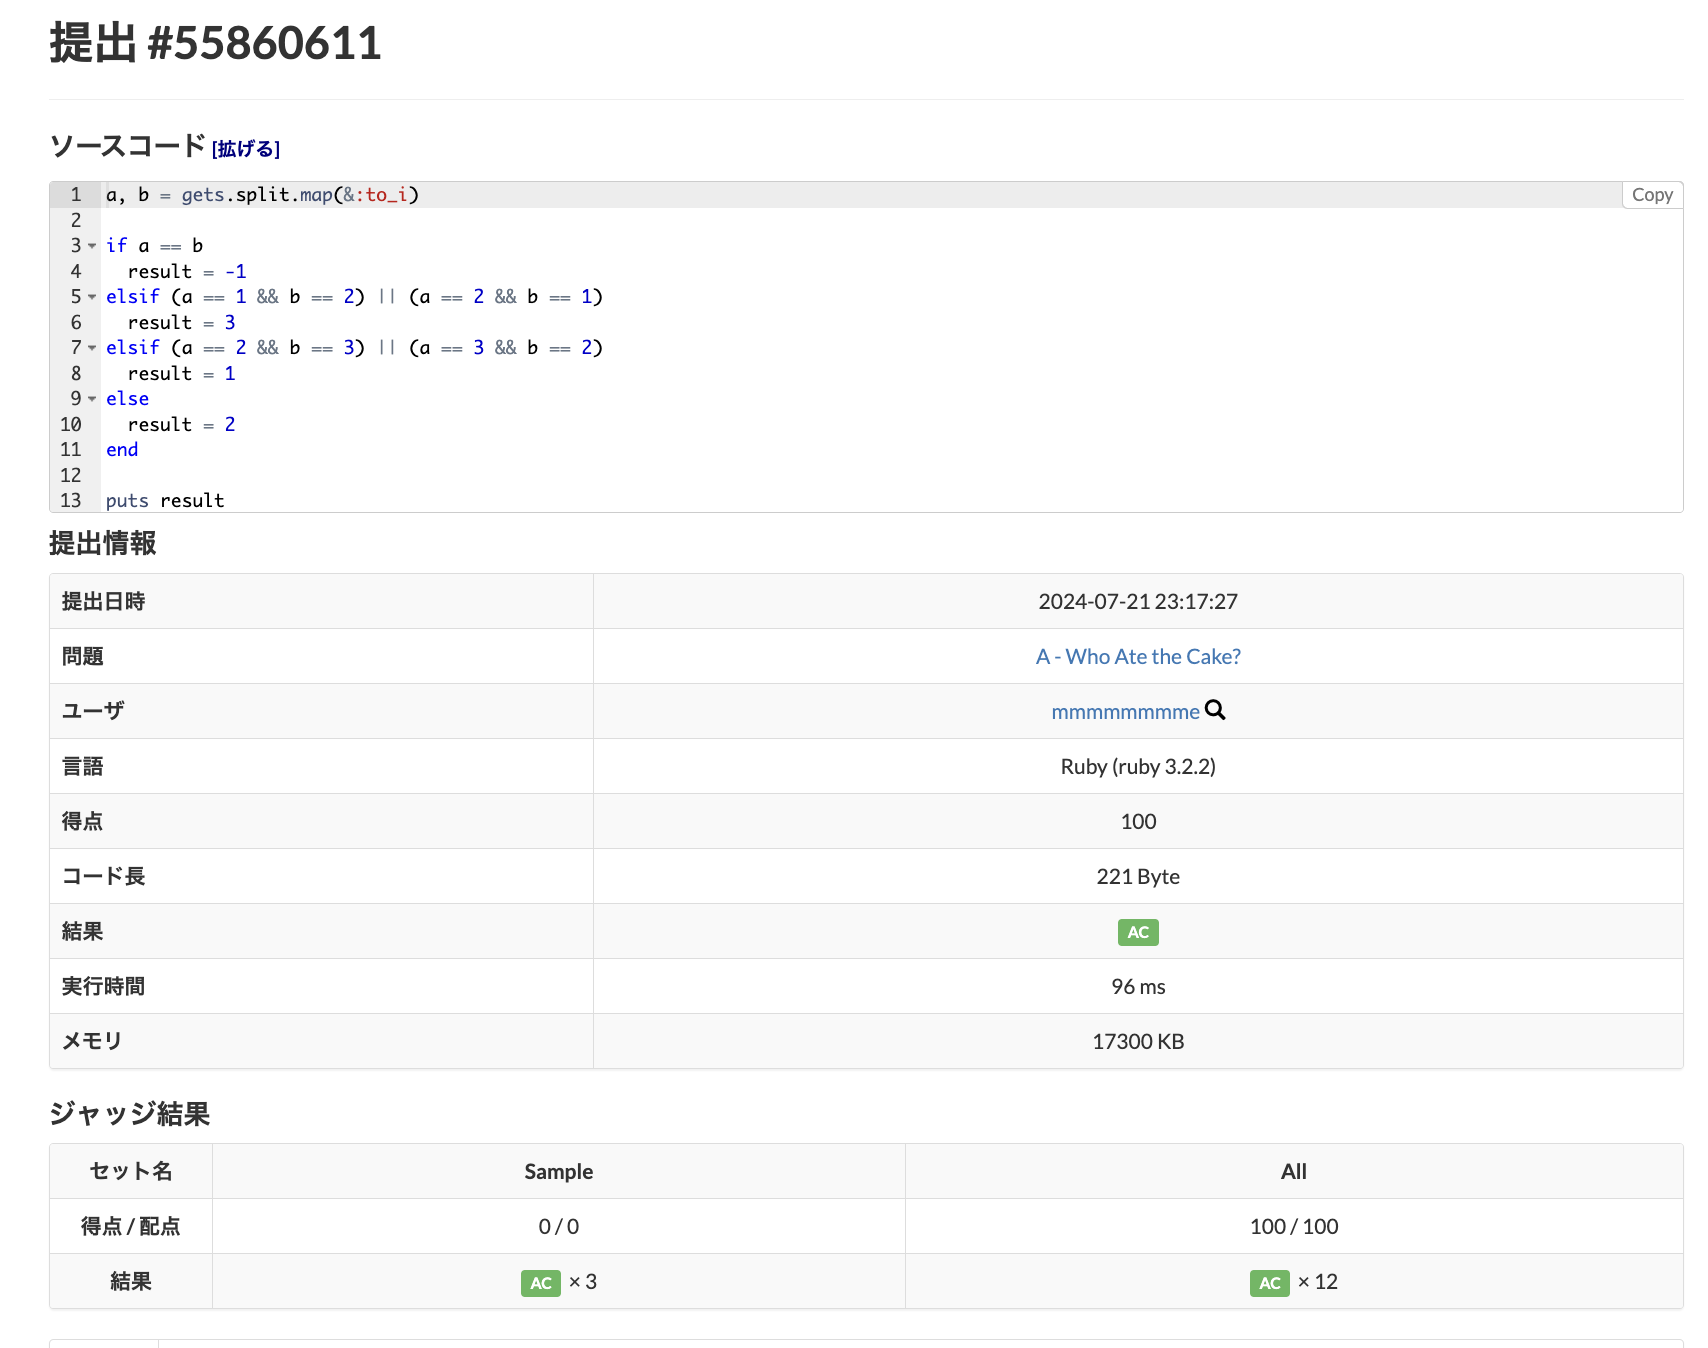 提出 #55860611
ソースコード [拡げる]
Copy
1 a, b = gets.split.map(&:to_i)
2
3 if a == b
4   result = -1
5 elsif (a == 1 && b == 2) || (a == 2 && b == 1)
6   result = 3
7 elsif (a == 2 && b == 3) || (a == 3 && b == 2)
8   result = 1
9 else
10   result = 2
11 end
12
13 puts result
提出情報
提出日時 2024-07-21 23:17:27
問題 A - Who Ate the Cake?
ユーザ mmmmmmmme
言語 Ruby (ruby 3.2.2)
得点 100
コード長 221 Byte
結果 AC
実行時間 96 ms
メモリ 17300 KB
ジャッジ結果
セット名 Sample All
得点 / 配点 0 / 0 100 / 100
結果 AC × 3 AC × 12